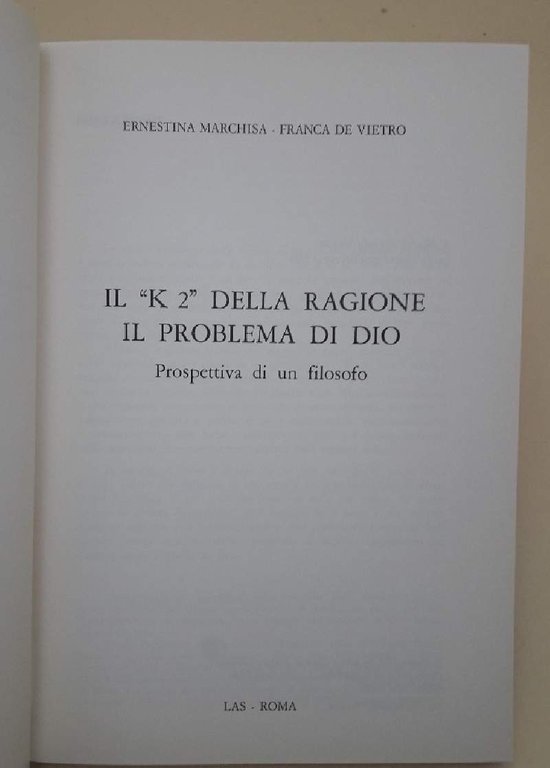 ERNESTINA MARCHISA - FRANCA DE VIETRO
IL “K 2” DELLA RAGIONE
IL PROBLEMA DI DIO
Prospettiva di un filosofo
LAS - ROMA